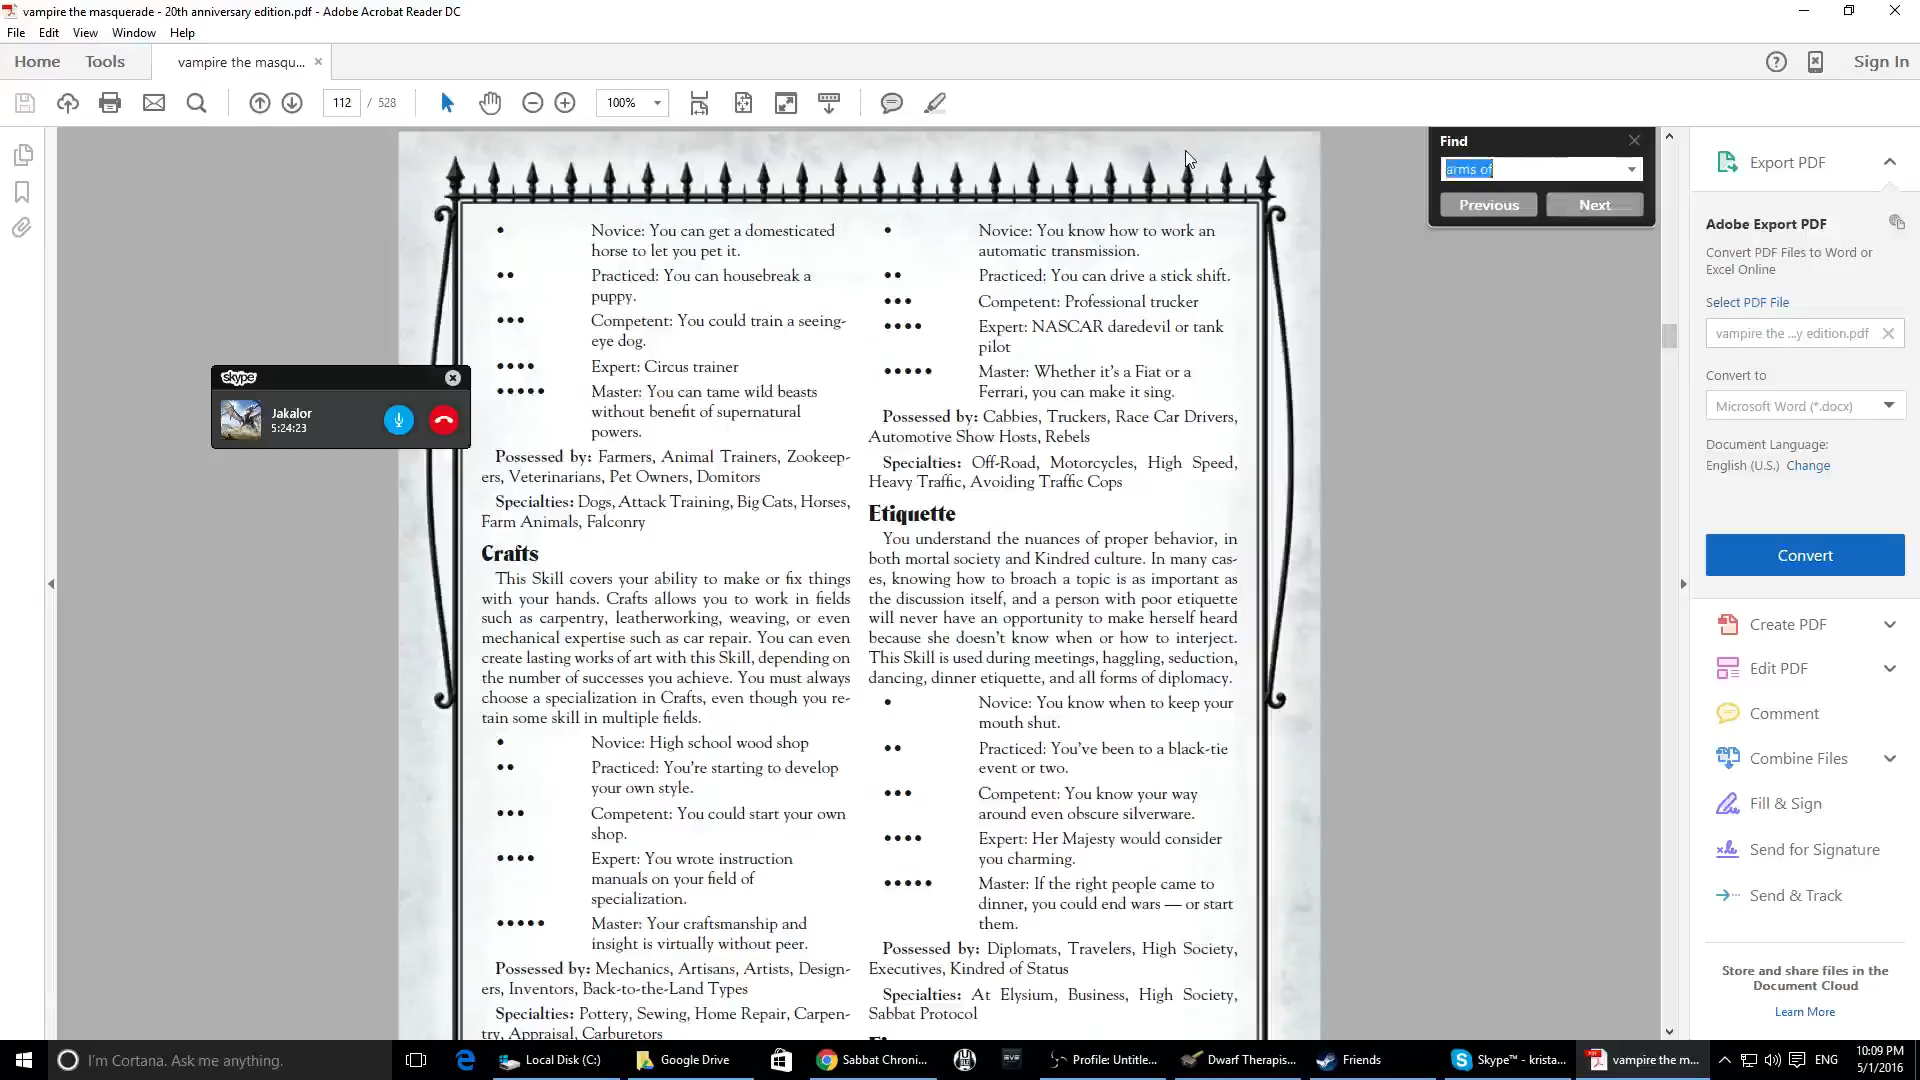 vampire the masquerade - 20th anniversary edition.pdf - Adobe Acrobat Reader DC
File Edit View Window Help
Home Tools vampire the masqu... Sign In
112 / 528 100%
Find
arms of
Previous Next
skype
Jakalor
5:24:23
• Novice: You can get a domesticated
horse to let you pet it.
•• Practiced: You can housebreak a
puppy.
••• Competent: You could train a seeing-
eye dog.
•••• Expert: Circus trainer
••••• Master: You can tame wild beasts
without benefit of supernatural
powers.
Possessed by: Farmers, Animal Trainers, Zookeep-
ers, Veterinarians, Pet Owners, Domitors
Specialties: Dogs, Attack Training, Big Cats, Horses,
Farm Animals, Falconry
Crafts
This Skill covers your ability to make or fix things
with your hands. Crafts allows you to work in fields
such as carpentry, leatherworking, weaving, or even
mechanical expertise such as car repair. You can even
create lasting works of art with this Skill, depending on
the number of successes you achieve. You must always
choose a specialization in Crafts, even though you re-
tain some skill in multiple fields.
• Novice: High school wood shop
•• Practiced: You're starting to develop
your own style.
••• Competent: You could start your own
shop.
•••• Expert: You wrote instruction
manuals on your field of
specialization.
••••• Master: Your craftsmanship and
insight is virtually without peer.
Possessed by: Mechanics, Artisans, Artists, Design-
ers, Inventors, Back-to-the-Land Types
Specialties: Pottery, Sewing, Home Repair, Carpen-
try, Appraisal, Carburetors
• Novice: You know how to work an
automatic transmission.
•• Practiced: You can drive a stick shift.
••• Competent: Professional trucker
•••• Expert: NASCAR daredevil or tank
pilot
••••• Master: Whether it's a Fiat or a
Ferrari, you can make it sing.
Possessed by: Cabbies, Truckers, Race Car Drivers,
Automotive Show Hosts, Rebels
Specialties: Off-Road, Motorcycles, High Speed,
Heavy Traffic, Avoiding Traffic Cops
Etiquette
You understand the nuances of proper behavior, in
both mortal society and Kindred culture. In many cas-
es, knowing how to broach a topic is as important as
the discussion itself, and a person with poor etiquette
will never have an opportunity to make herself heard
because she doesn't know when or how to interject.
This Skill is used during meetings, haggling, seduction,
dancing, dinner etiquette, and all forms of diplomacy.
• Novice: You know when to keep your
mouth shut.
•• Practiced: You've been to a black-tie
event or two.
••• Competent: You know your way
around even obscure silverware.
•••• Expert: Her Majesty would consider
you charming.
••••• Master: If the right people came to
dinner, you could end wars — or start
them.
Possessed by: Diplomats, Travelers, High Society,
Executives, Kindred of Status
Specialties: At Elysium, Business, High Society,
Sabbat Protocol
Export PDF
Adobe Export PDF
Convert PDF Files to Word or
Excel Online
Select PDF File
vampire the ...y edition.pdf
Convert to
Microsoft Word (*.docx)
Document Language:
English (U.S.) Change
Convert
Create PDF
Edit PDF
Comment
Combine Files
Fill & Sign
Send for Signature
Send & Track
Store and share files in the
Document Cloud
Learn More
I'm Cortana. Ask me anything. Local Disk (C:) Google Drive Sabbat Chroni... Profile: Untitle... Dwarf Therapis... Friends Skype™ - krista... vampire the m... ENG 10:09 PM
5/1/2016